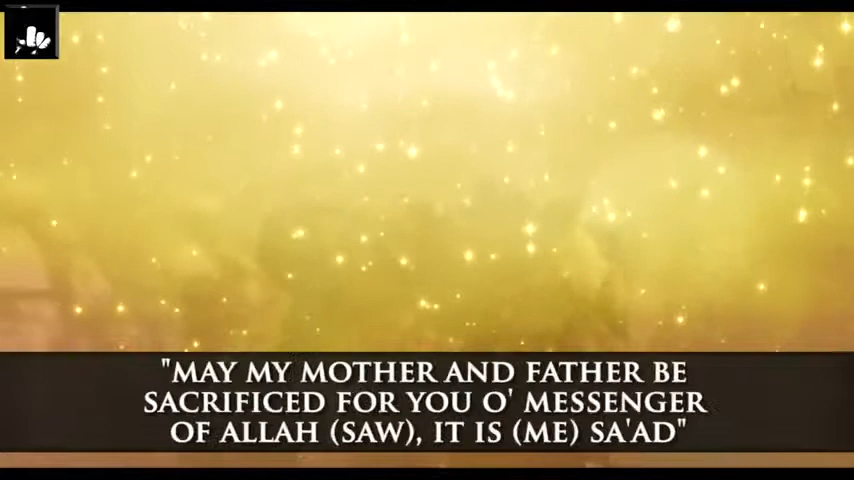 "MAY MY MOTHER AND FATHER BE
SACRIFICED FOR YOU O' MESSENGER
OF ALLAH (SAW), IT IS (ME) SA'AD"